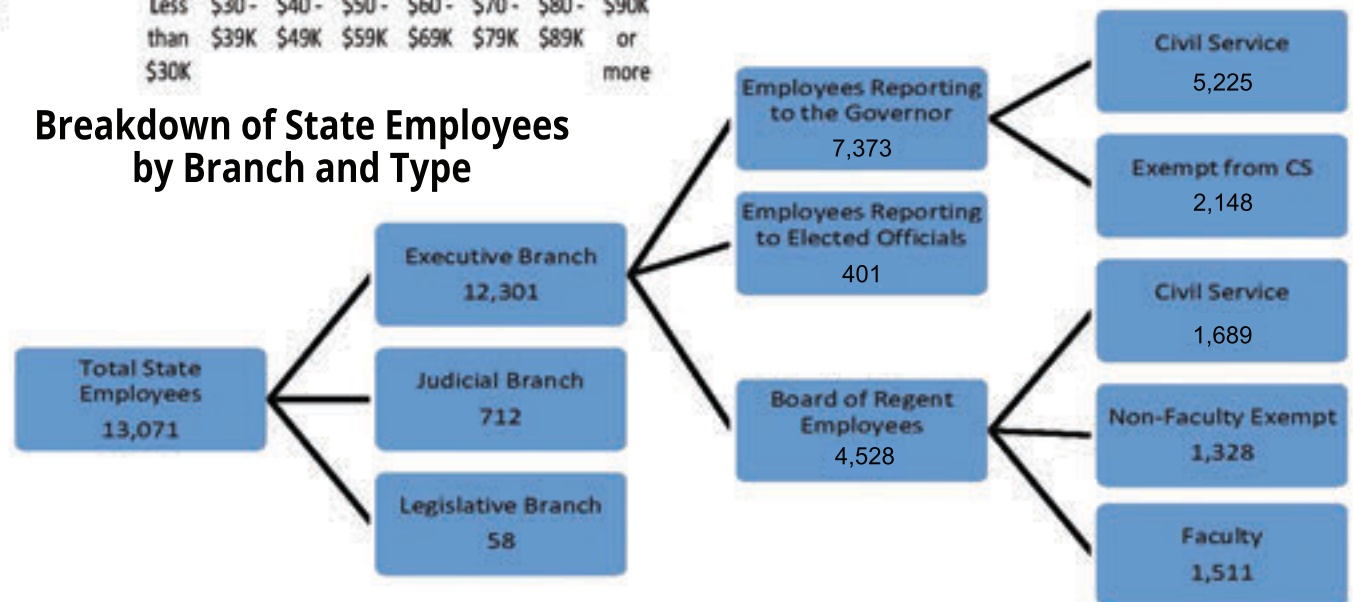 Less $30 - $40 - $50 - $60 - $70 - $80 - $90K
than $39K $49K $59K $69K $79K $89K or
$30K more
Breakdown of State Employees
by Branch and Type
Total State
Employees
13,071
Executive Branch
12,301
Judicial Branch
712
Legislative Branch
58
Employees Reporting
to the Governor
7,373
Employees Reporting
to Elected Officials
401
Board of Regent
Employees
4,528
Civil Service
5,225
Exempt from CS
2,148
Civil Service
1,689
Non-Faculty Exempt
1,328
Faculty
1,511